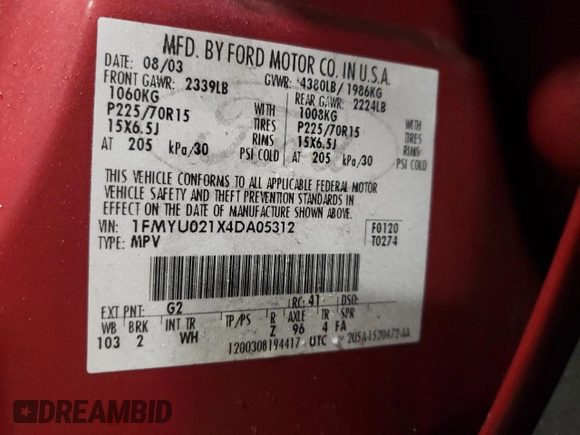 MFD. BY FORD MOTOR CO. IN U.S.A.
DATE: 08/03 GVWR: 4380LB/1986KG
FRONT GAWR: 2339LB REAR GAWR: 2224LB
1060KG 1008KG
P225/70R15 WITH TIRES P225/70R15 WITH TIRES
15X6.5J RIMS 15X6.5J RIMS
AT 205 kPa/30 PSI COLD AT 205 kPa/30 PSI COLD
THIS VEHICLE CONFORMS TO ALL APPLICABLE FEDERAL MOTOR
VEHICLE SAFETY AND THEFT PREVENTION STANDARDS IN
EFFECT ON THE DATE OF MANUFACTURE SHOWN ABOVE.
VIN: 1FMYU021X4DA05312 F0120
TYPE: MPV T0274
EXT PNT: G2 RC: 41 DSO:
WB BRK INT TR TP/PS R AXLE TR SPR
103 2 WH Z 96 4 FA
1200308194417 UTC
DREAMBID